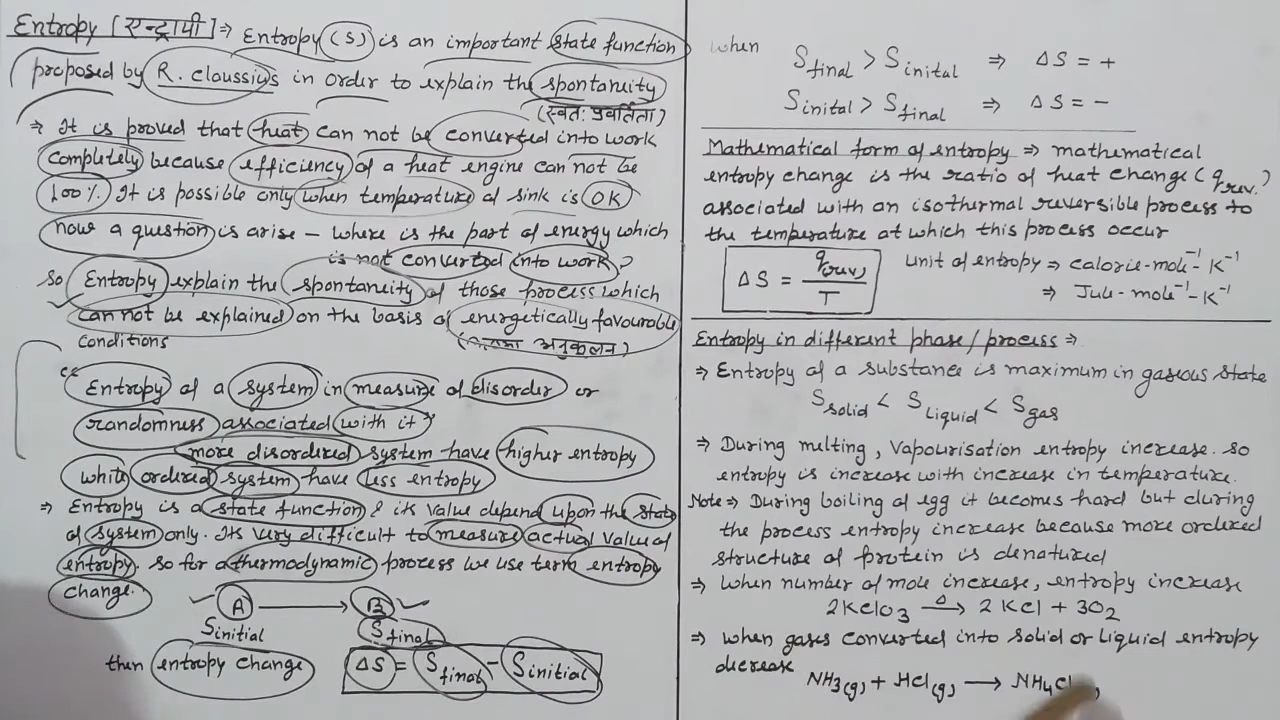 Entropy [एन्ट्रापी] ⇒ Entropy (S) is an important state function
proposed by R. claussius in order to explain the spontanuity
(स्वतः प्रवर्तिता)
⇒ It is proved that heat can not be converted into work
completely because efficiency of a heat engine can not be
100%. It is possible only when temperature of sink is 0K
now a question is arise – where is the part of energy which
is not converted into work?
so Entropy explain the spontanuity of those process which
can not be explained on the basis of energetically favourable
conditions
अनुकूलन)
"Entropy of a system in measure of disorder or
randomness associated with it"
more disordered system have higher entropy
while ordered system have less entropy
⇒ Entropy is a state function & its value depend upon the state
of system only. Its very difficult to measure actual value of
entropy. so for a thermodynamic process we use term entropy
change.
A → B
Sinitial Sfinal
then entropy change ΔS = Sfinal - Sinitial
when Sfinal > Sinital ⇒ ΔS = +
Sinital > Sfinal ⇒ ΔS = -
Mathematical form of entropy ⇒ mathematical
entropy change is the ratio of heat change (qrev.)
associated with an isothermal reversible process to
the temperature at which this process occur
ΔS = q(rev) / T
Unit of entropy ⇒ calorie-mole⁻¹-K⁻¹
⇒ Jule-mole⁻¹-K⁻¹
Entropy in different phase/process ⇒
⇒ Entropy of a substance is maximum in gasious state
Ssolid < Sliquid < Sgas
⇒ During melting, Vapourisation entropy increase. so
entropy is increase with increase in temperature.
Note ⇒ During boiling of egg it becomes hard but during
the process entropy increase because more ordered
structure of protein is denatured
⇒ when number of mole increase, entropy increase
2KClO₃ →Δ 2KCl + 3O₂
⇒ when gases converted into solid or liquid entropy
dicrease
NH₃(g) + HCl(g) → NH₄Cl